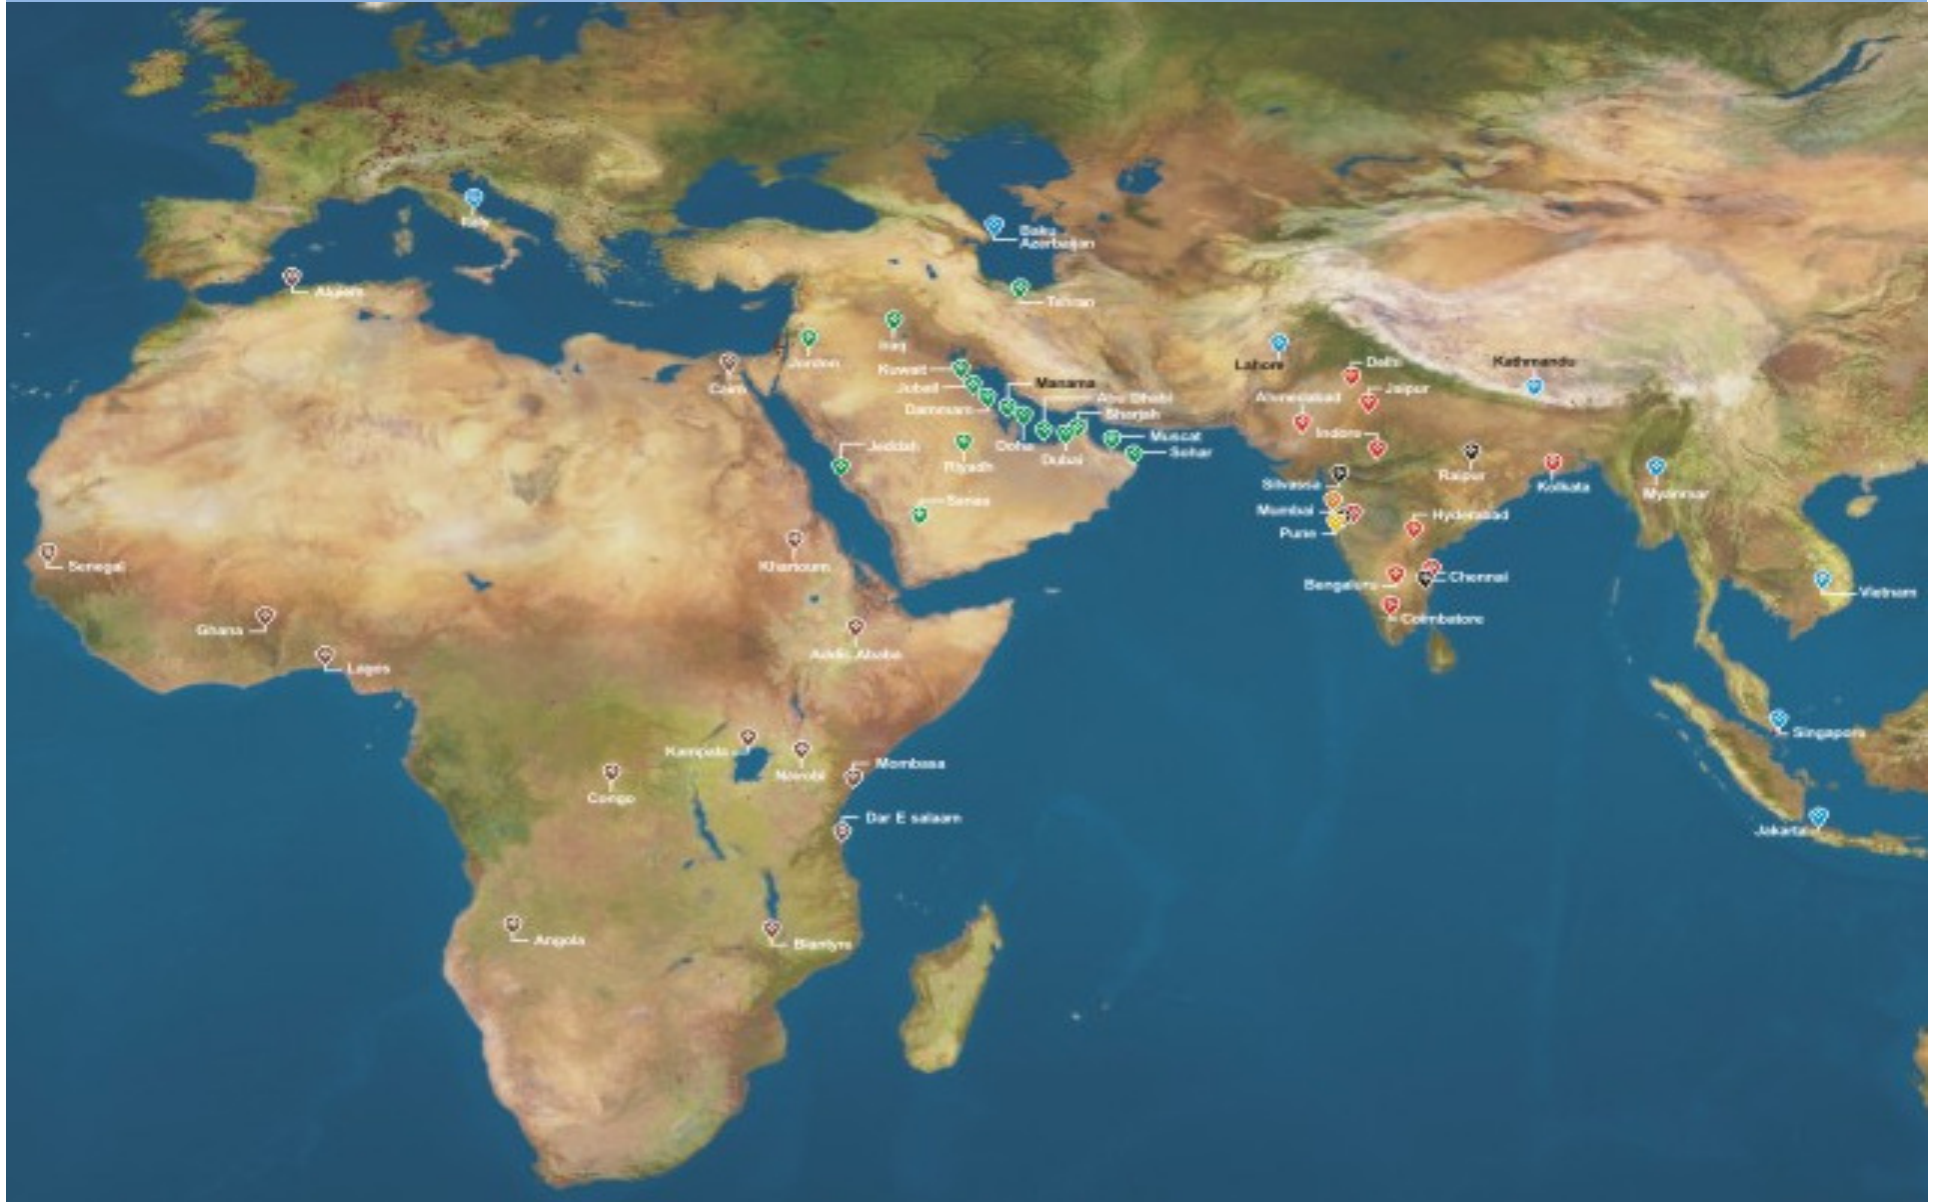 Italy
Baku
Azerbaijan
Algiers
Tehran
Iraq
Jordon
Cairo
Kuwait
Jubail
Manama
Dammam
Abu Dhabi
Sharjah
Doha
Dubai
Muscat
Sohar
Jeddah
Riyadh
Sanaa
Lahore
Delhi
Kathmandu
Jaipur
Ahmedabad
Indore
Raipur
Silvassa
Kolkata
Myanmar
Mumbai
Hyderabad
Pune
Bengaluru
Chennai
Vietnam
Coimbatore
Senegal
Khartoum
Ghana
Lagos
Addis Ababa
Kampala
Nairobi
Mombasa
Congo
Dar E salaam
Singapore
Jakarta
Angola
Blantyre